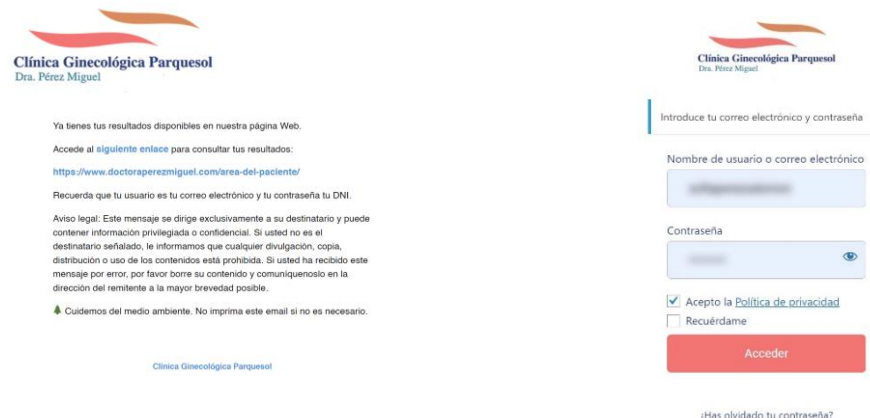 Clínica Ginecológica Parquesol
Dra. Pérez Miguel
Ya tienes tus resultados disponibles en nuestra página Web.
Accede al siguiente enlace para consultar tus resultados:
https://www.doctoraperezmiguel.com/area-del-paciente/
Recuerda que tu usuario es tu correo electrónico y tu contraseña tu DNI.
Aviso legal: Este mensaje se dirige exclusivamente a su destinatario y puede
contener información privilegiada o confidencial. Si usted no es el
destinatario señalado, le informamos que cualquier divulgación, copia,
distribución o uso de los contenidos está prohibida. Si usted ha recibido este
mensaje por error, por favor borre su contenido y comuníquenoslo en la
dirección del remitente a la mayor brevedad posible.
Cuidemos del medio ambiente. No imprima este email si no es necesario.
Clínica Ginecológica Parquesol
Clínica Ginecológica Parquesol
Dra. Pérez Miguel
Introduce tu correo electrónico y contraseña
Nombre de usuario o correo electrónico
Contraseña
Acepto la Política de privacidad
Recuérdame
Acceder
¿Has olvidado tu contraseña?